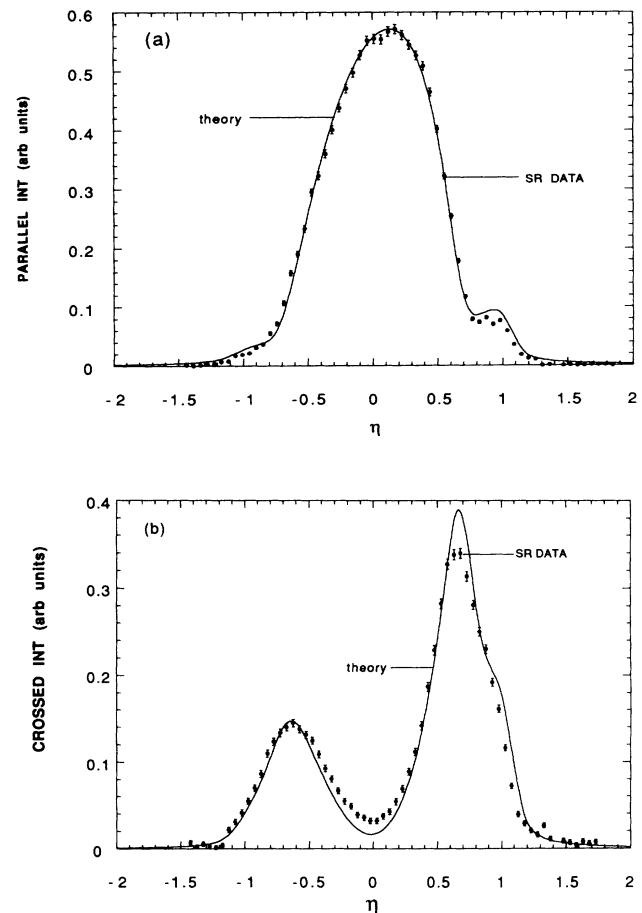 (a)
0.6
0.5
0.4
0.3
0.2
0.1
0
PARALLEL INT (arb units)
theory
SR DATA
-2 -1.5 -1 -0.5 0 0.5 1 1.5 2
η
(b)
0.4
0.3
0.2
0.1
0
CROSSED INT (arb units)
SR DATA
theory
-2 -1.5 -1 -0.5 0 0.5 1 1.5 2
η